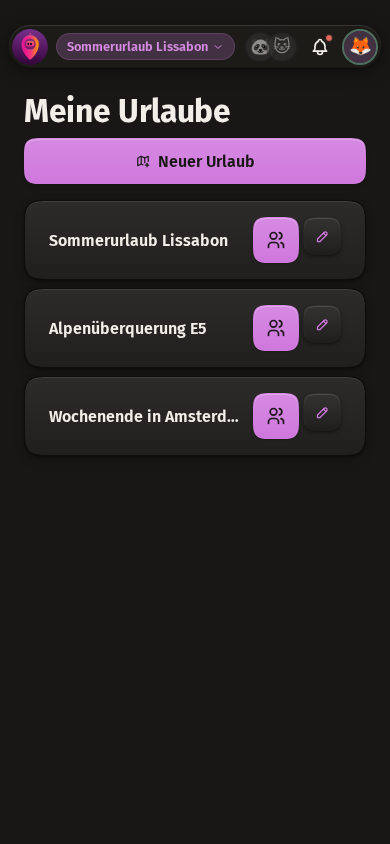 Sommerurlaub Lissabon
Meine Urlaube
Neuer Urlaub
Sommerurlaub Lissabon
Alpenüberquerung E5
Wochenende in Amsterd...